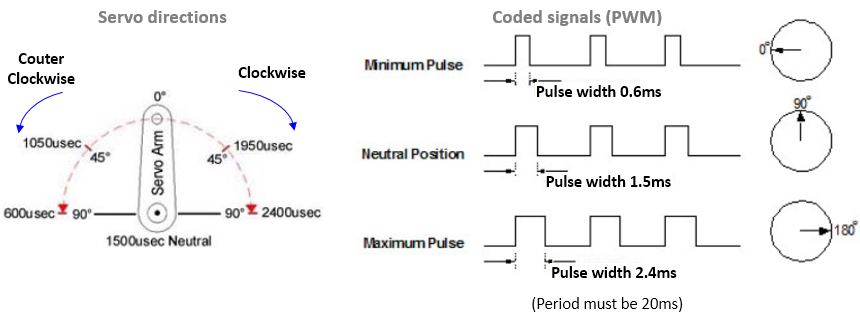 Servo directions
Couter
Clockwise
Clockwise
0°
1050usec
1950usec
45°
45°
Servo Arm
600usec
90°
90°
2400usec
1500usec Neutral
Coded signals (PWM)
Minimum Pulse
Pulse width 0.6ms
0°
Neutral Position
Pulse width 1.5ms
90°
Maximum Pulse
Pulse width 2.4ms
180°
(Period must be 20ms)